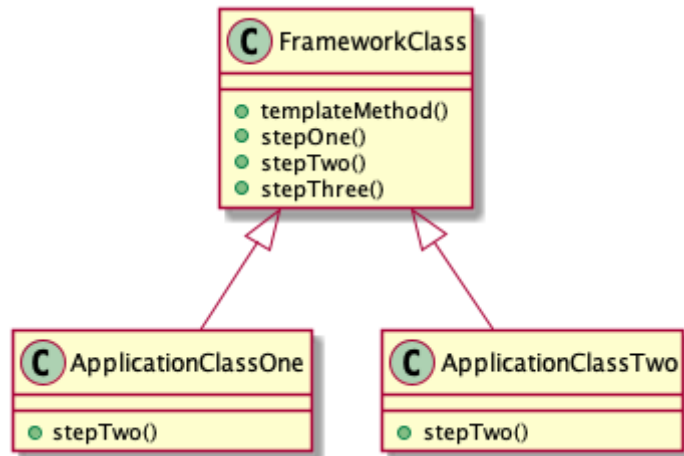 C FrameworkClass
templateMethod()
stepOne()
stepTwo()
stepThree()
C ApplicationClassOne
stepTwo()
C ApplicationClassTwo
stepTwo()